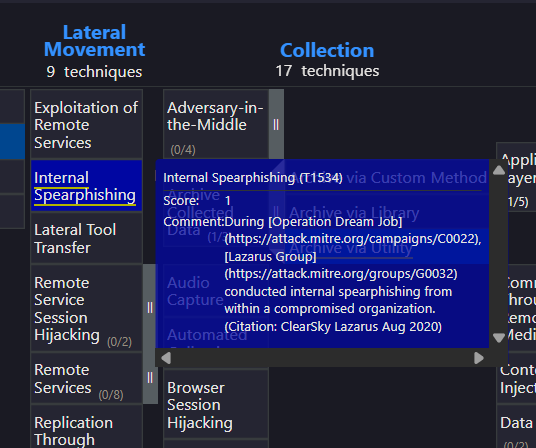 Lateral
Movement
9 techniques
Collection
17 techniques
Exploitation of
Remote
Services
Internal
Spearphishing
Lateral Tool
Transfer
Remote
Service
Session
Hijacking (0/2)
Remote
Services (0/8)
Replication
Through
Adversary-in-
the-Middle
(0/4)
Archive
Collected
Data
Archive via Custom Method
Archive via Library
Archive via Utility
Audio
Capture
Automated
Internal Spearphishing (T1534)
Score: 1
Comment:During [Operation Dream Job]
(https://attack.mitre.org/campaigns/C0022),
[Lazarus Group]
(https://attack.mitre.org/groups/G0032)
conducted internal spearphishing from
within a compromised organization.
(Citation: ClearSky Lazarus Aug 2020)
Browser
Session
Hijacking
Appli
ayer
1/5)
Com
Throu
Remo
Medi
Conte
Inject
Data
(0/2)